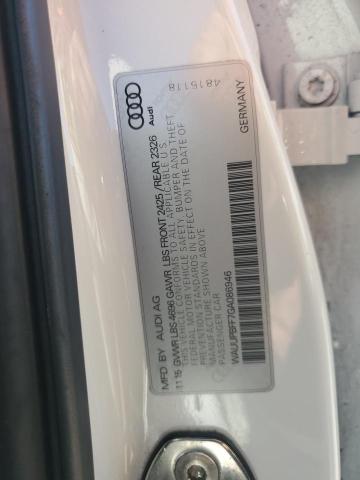 4815118
Audi
MFD BY AUDI AG
11 15 GVWR LBS 4696 GAWR LBS FRONT 2425 / REAR 2326
THIS VEHICLE CONFORMS TO ALL APPLICABLE U.S.
FEDERAL MOTOR VEHICLE SAFETY, BUMPER AND THEFT
PREVENTION STANDARDS IN EFFECT ON THE DATE OF
MANUFACTURE SHOWN ABOVE
PASSENGER CAR
WAUUPBFF7GA086946
GERMANY